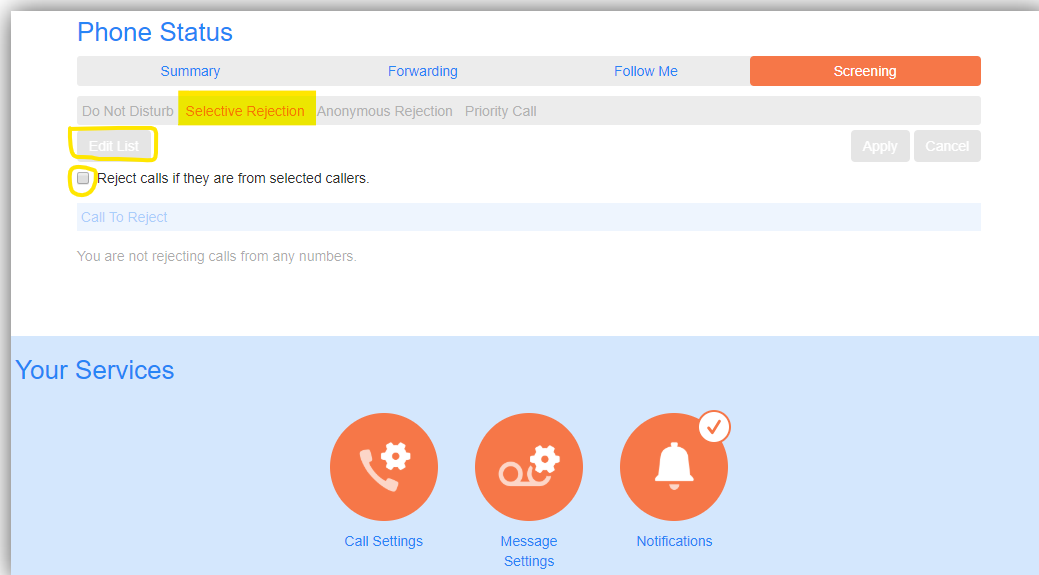 Phone Status
Summary Forwarding Follow Me Screening
Do Not Disturb Selective Rejection Anonymous Rejection Priority Call
Edit List Apply Cancel
Reject calls if they are from selected callers.
Call To Reject
You are not rejecting calls from any numbers.
Your Services
Call Settings Message Notifications
Settings